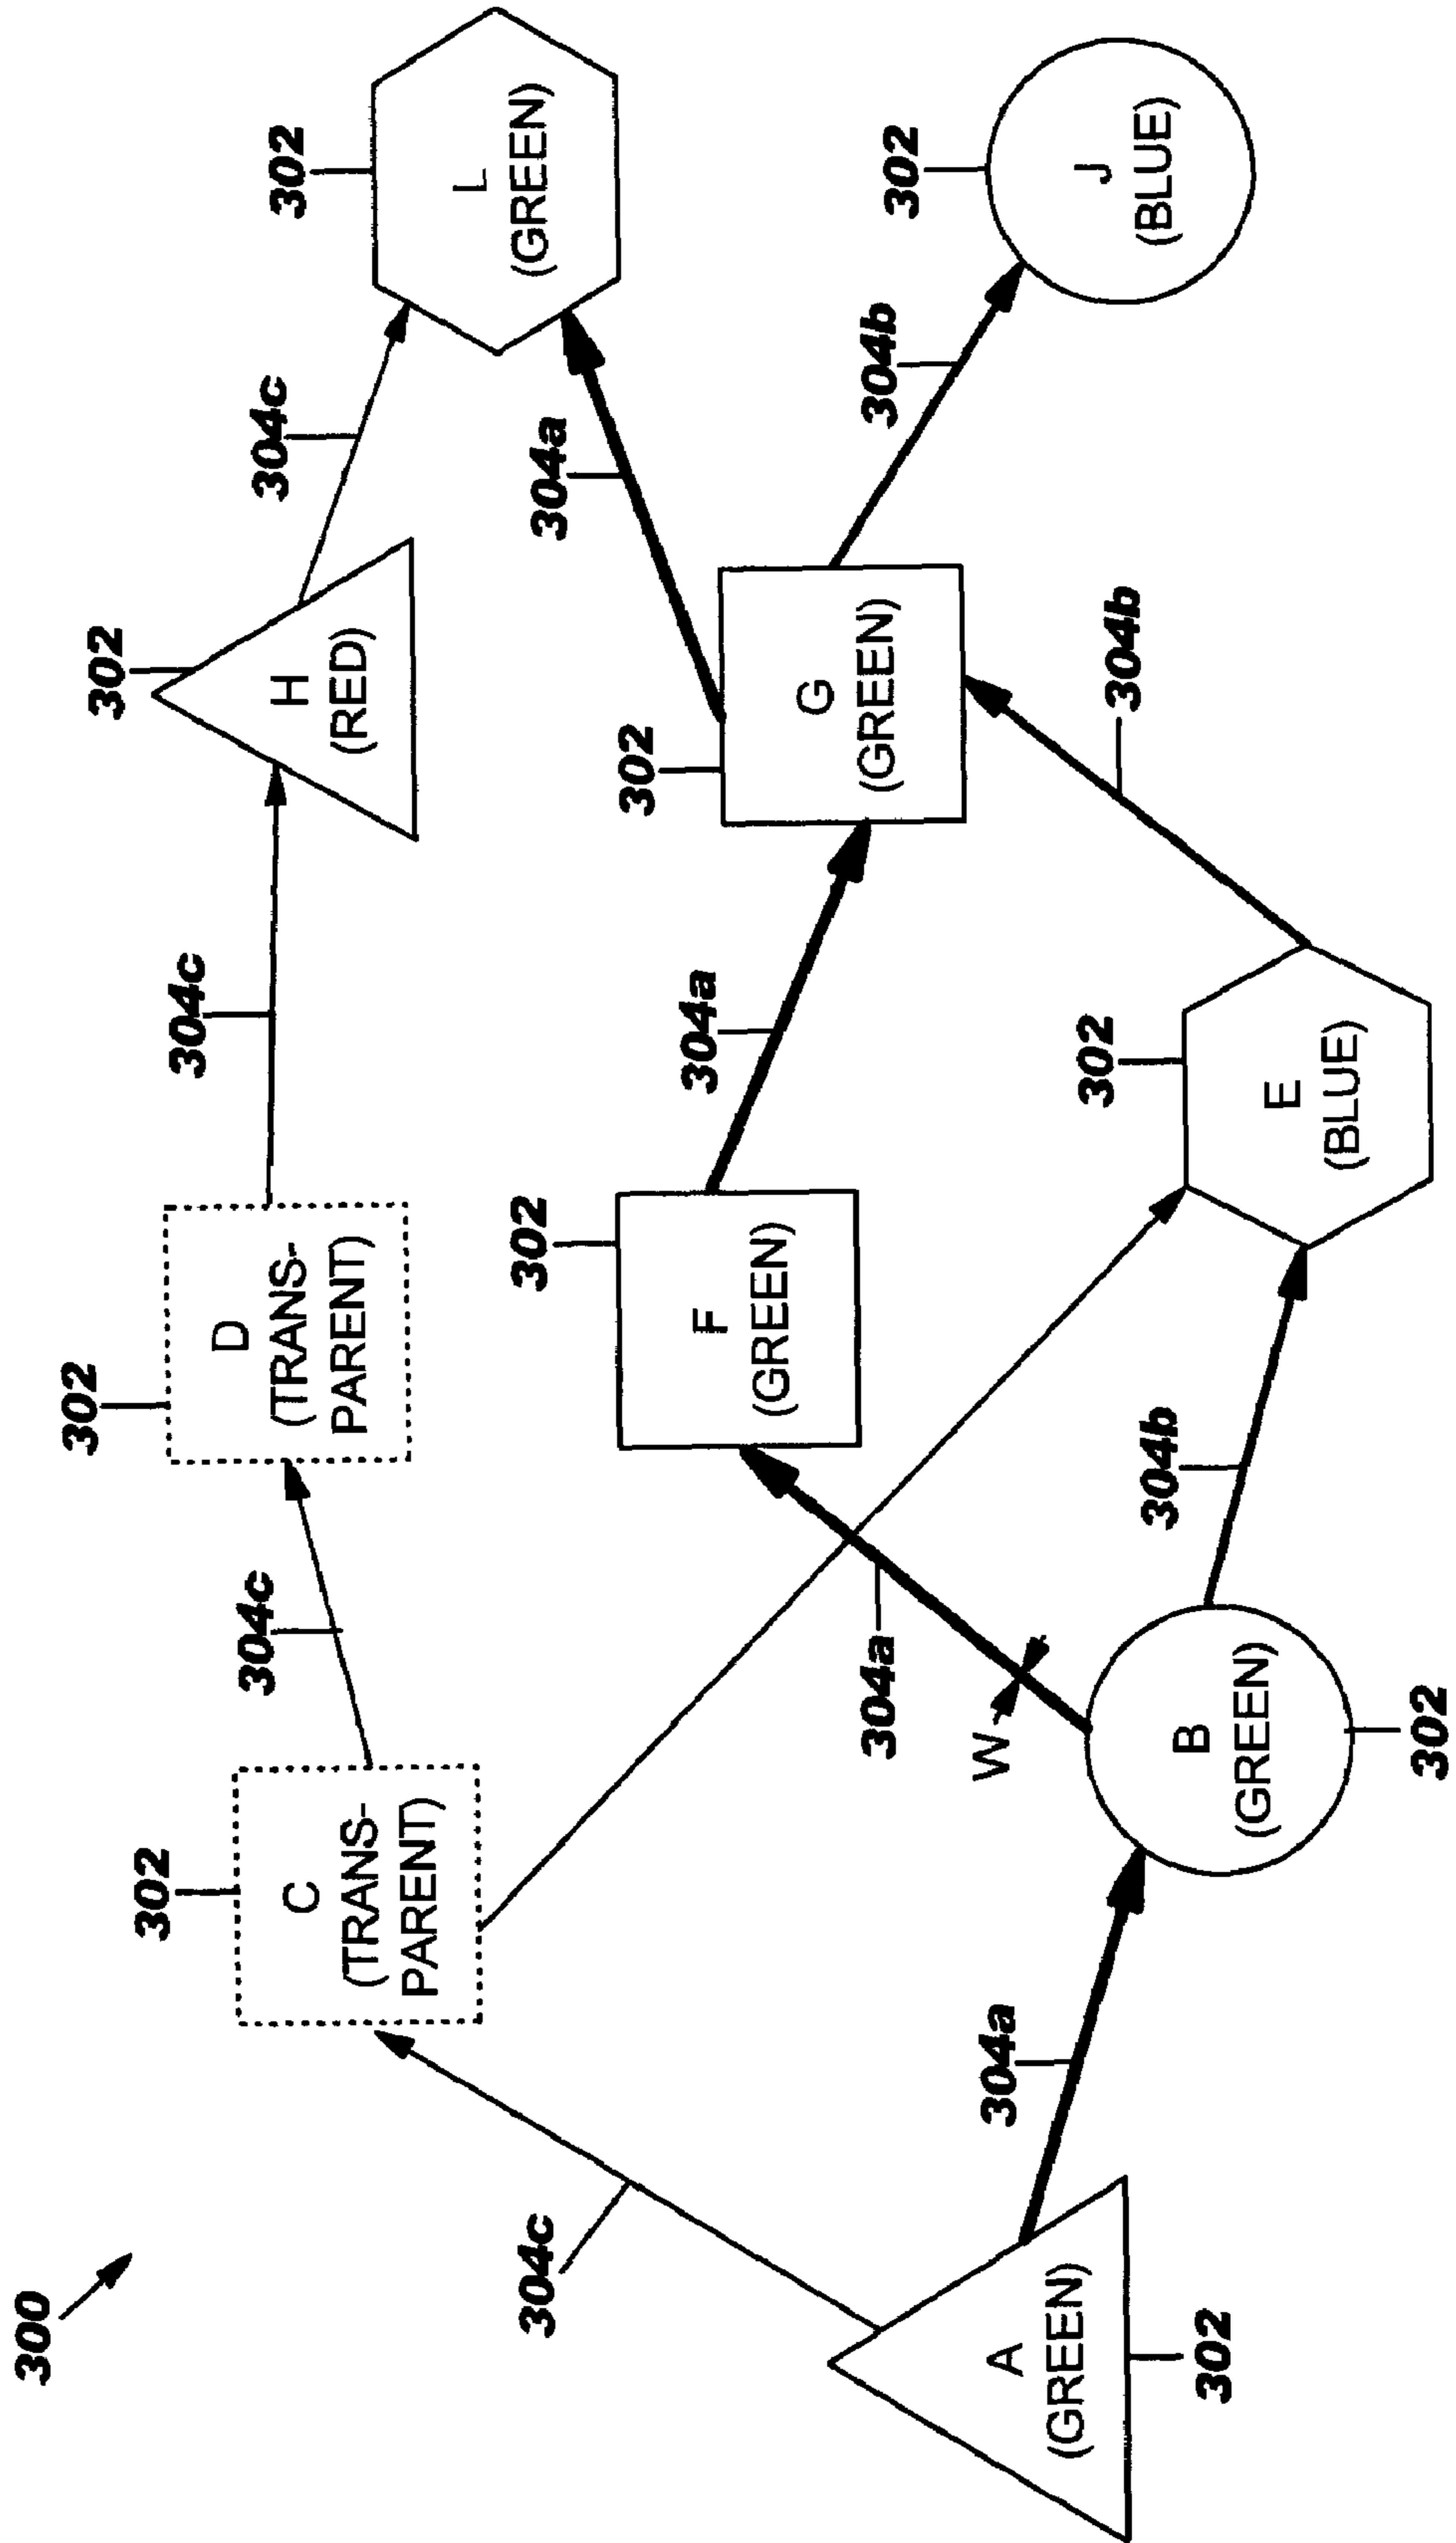 300
302
C
(TRANS-
PARENT)
304c
302
D
(TRANS-
PARENT)
304c
302
H
(RED)
304c
302
L
(GREEN)
304c
304a
W
302
F
(GREEN)
304a
302
G
(GREEN)
304a
304b
302
J
(BLUE)
A
(GREEN)
302
304a
B
(GREEN)
302
304b
302
E
(BLUE)
304b